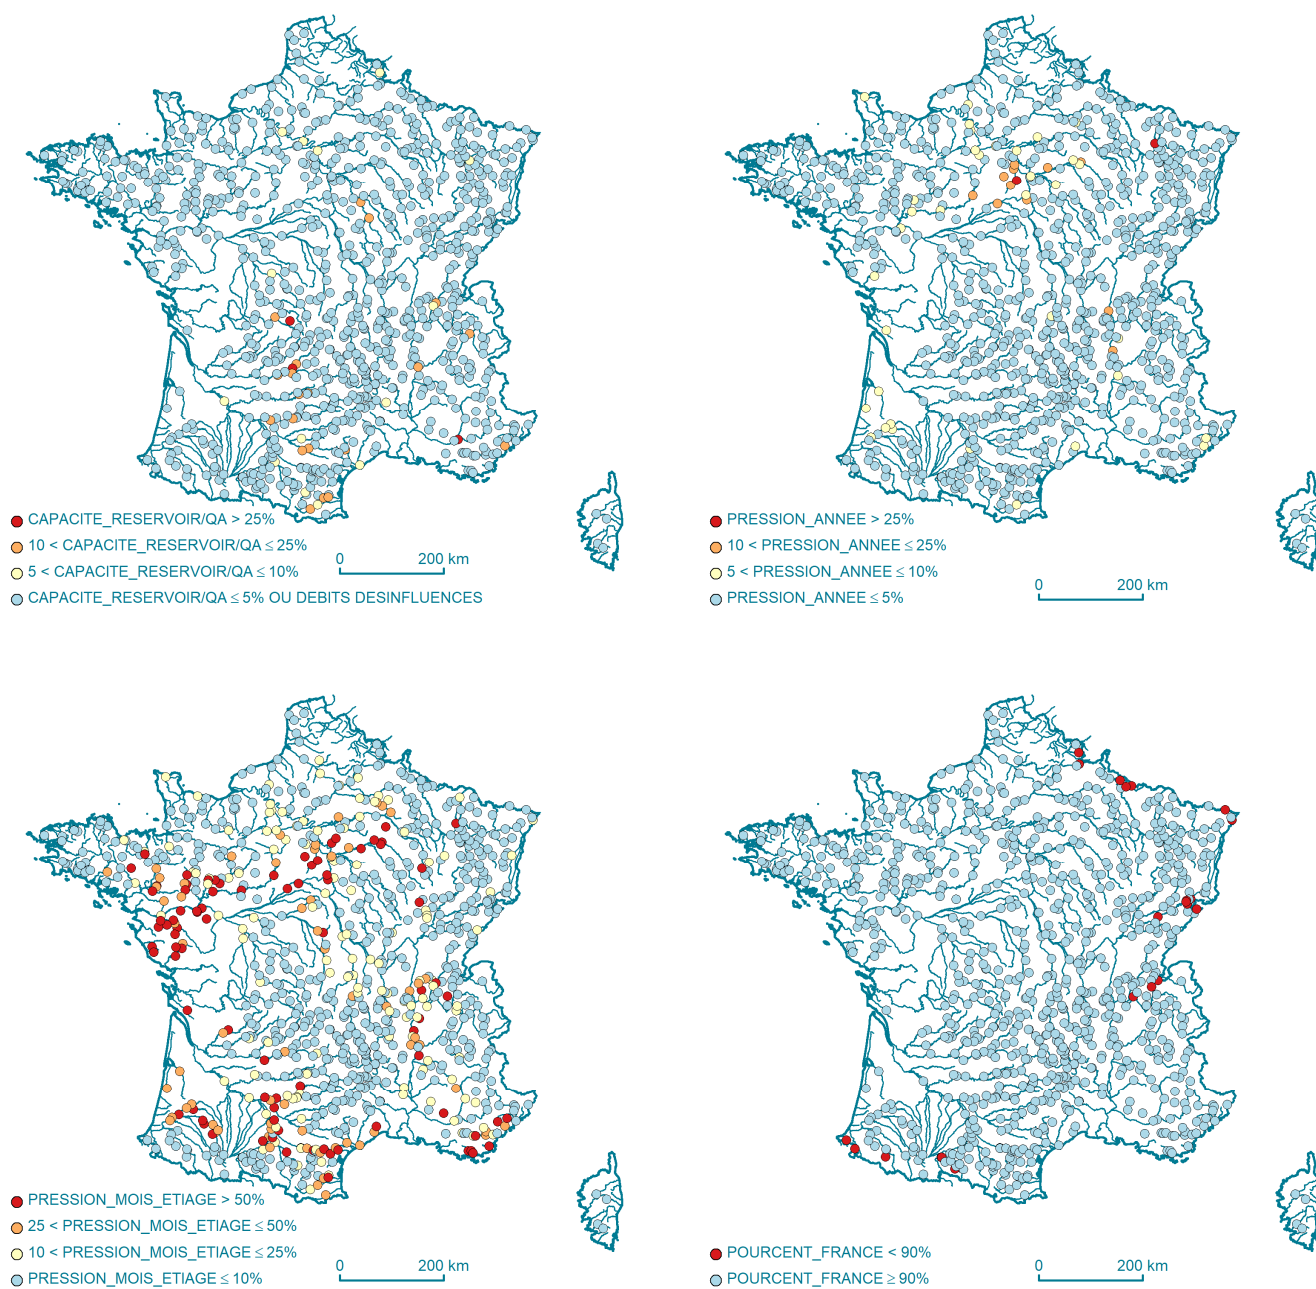 CAPACITE_RESERVOIR/QA > 25%
10 < CAPACITE_RESERVOIR/QA ≤ 25%
5 < CAPACITE_RESERVOIR/QA ≤ 10%
CAPACITE_RESERVOIR/QA ≤ 5% OU DEBITS DESINFLUENCES
0 200 km
PRESSION_ANNEE > 25%
10 < PRESSION_ANNEE ≤ 25%
5 < PRESSION_ANNEE ≤ 10%
PRESSION_ANNEE ≤ 5%
0 200 km
PRESSION_MOIS_ETIAGE > 50%
25 < PRESSION_MOIS_ETIAGE ≤ 50%
10 < PRESSION_MOIS_ETIAGE ≤ 25%
PRESSION_MOIS_ETIAGE ≤ 10%
0 200 km
POURCENT_FRANCE < 90%
POURCENT_FRANCE ≥ 90%
0 200 km